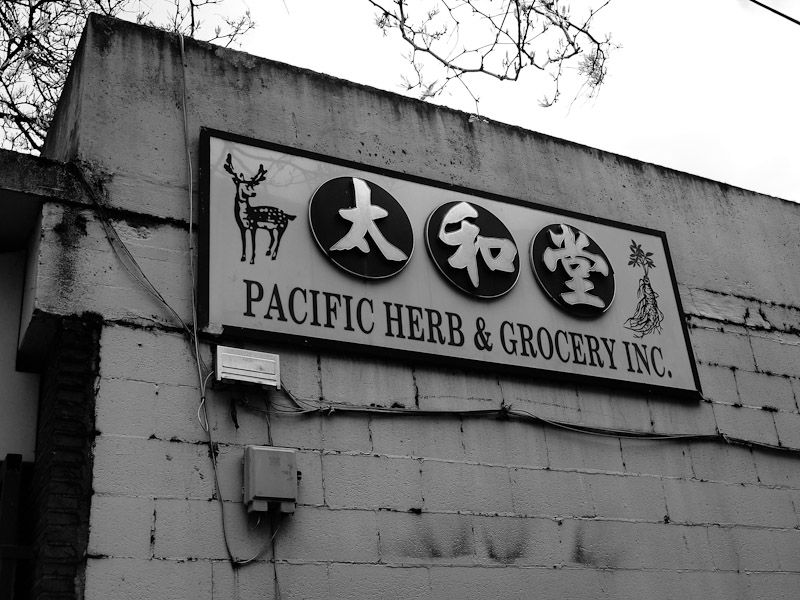 太和堂
PACIFIC HERB & GROCERY INC.